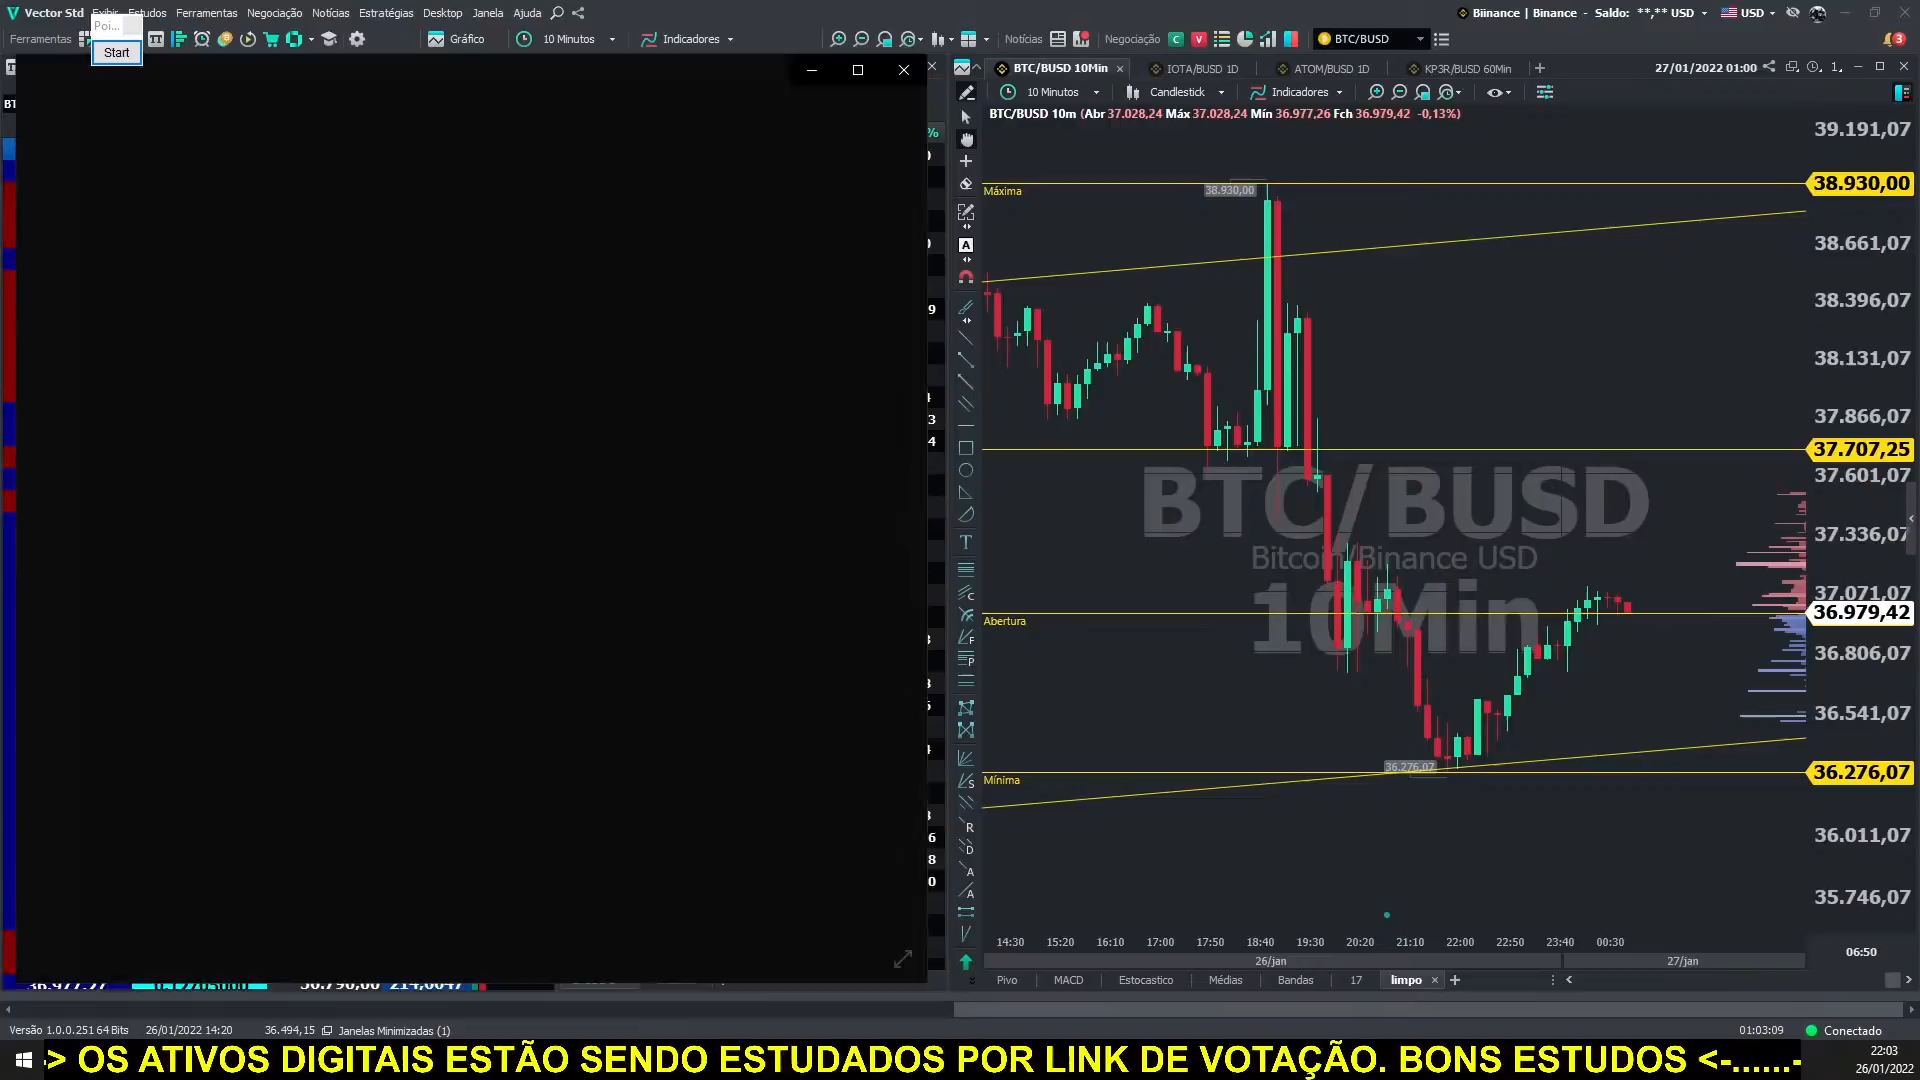 Vector Std Exibir Estudos Ferramentas Negociação Notícias Estratégias Desktop Janela Ajuda
Biinance | Binance - Saldo: **,** USD USD
Poi...
Ferramentas Gráfico 10 Minutos Indicadores Notícias Negociação C V BTC/BUSD 3
Start
BTC/BUSD 10Min IOTA/BUSD 1D ATOM/BUSD 1D KP3R/BUSD 60Min 27/01/2022 01:00 1
10 Minutos Candlestick Indicadores
BTC/BUSD 10m (Abr 37.028,24 Máx 37.028,24 Mín 36.977,26 Fch 36.979,42 -0,13%)
39.191,07
38.930,00
Máxima
38.930,00
38.661,07
38.396,07
38.131,07
37.866,07
37.707,25
37.601,07
BTC/BUSD
37.336,07
Bitcoin/Binance USD
37.071,07
10Min
36.979,42
Abertura
36.806,07
36.541,07
36.276,07
Mínima
36.276,07
36.011,07
35.746,07
14:30 15:20 16:10 17:00 17:50 18:40 19:30 20:20 21:10 22:00 22:50 23:40 00:30
06:50
26/jan 27/jan
Pivo MACD Estocastico Médias Bandas 17 limpo
Versão 1.0.0.251 64 Bits 26/01/2022 14:20 36.494,15 Janelas Minimizadas (1) 01:03:09 Conectado
-> OS ATIVOS DIGITAIS ESTÃO SENDO ESTUDADOS POR LINK DE VOTAÇÃO. BONS ESTUDOS <-......-
22:03
26/01/2022